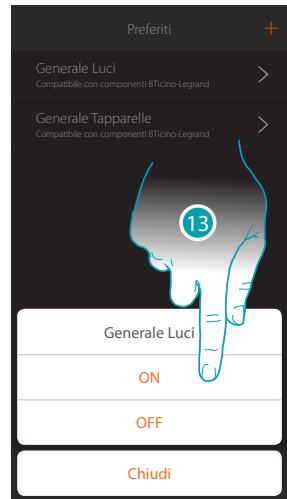 Preferiti +
Generale Luci
Compatibile con componenti BTicino-Legrand
Generale Tapparelle
Compatibile con componenti BTicino-Legrand
13
Generale Luci
ON
OFF
Chiudi